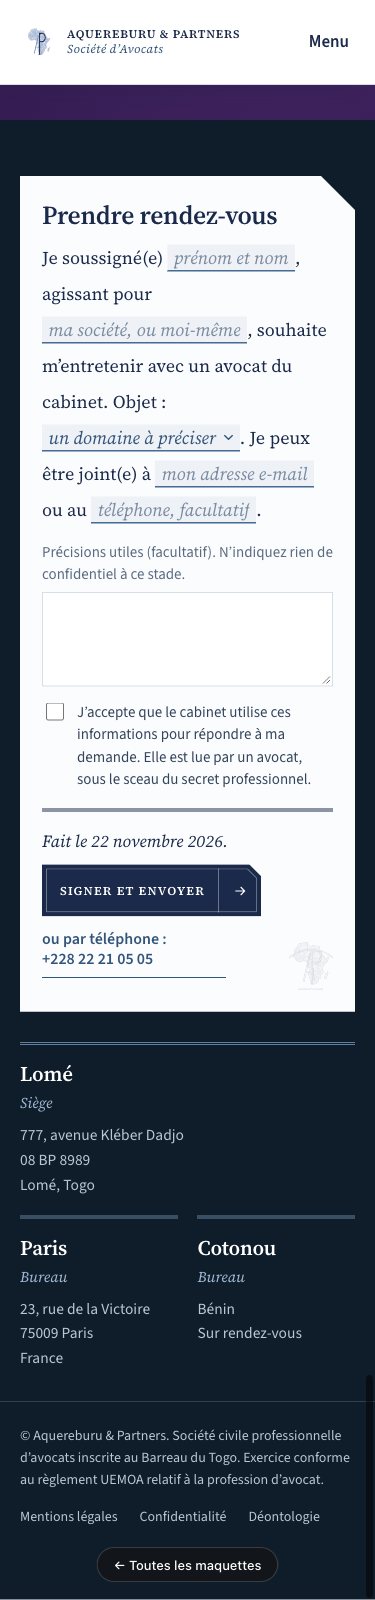 AQUEREBURU & PARTNERS
Société d’Avocats
Menu
Prendre rendez-vous
Je soussigné(e) prénom et nom ,
agissant pour
ma société, ou moi-même , souhaite
m’entretenir avec un avocat du
cabinet. Objet :
un domaine à préciser . Je peux
être joint(e) à mon adresse e-mail
ou au téléphone, facultatif .
Précisions utiles (facultatif). N’indiquez rien de
confidentiel à ce stade.
J’accepte que le cabinet utilise ces
informations pour répondre à ma
demande. Elle est lue par un avocat,
sous le sceau du secret professionnel.
Fait le 22 novembre 2026.
SIGNER ET ENVOYER →
ou par téléphone :
+228 22 21 05 05
Lomé
Siège
777, avenue Kléber Dadjo
08 BP 8989
Lomé, Togo
Paris
Bureau
23, rue de la Victoire
75009 Paris
France
Cotonou
Bureau
Bénin
Sur rendez-vous
© Aquereburu & Partners. Société civile professionnelle
d’avocats inscrite au Barreau du Togo. Exercice conforme
au règlement UEMOA relatif à la profession d’avocat.
Mentions légales Confidentialité Déontologie
← Toutes les maquettes